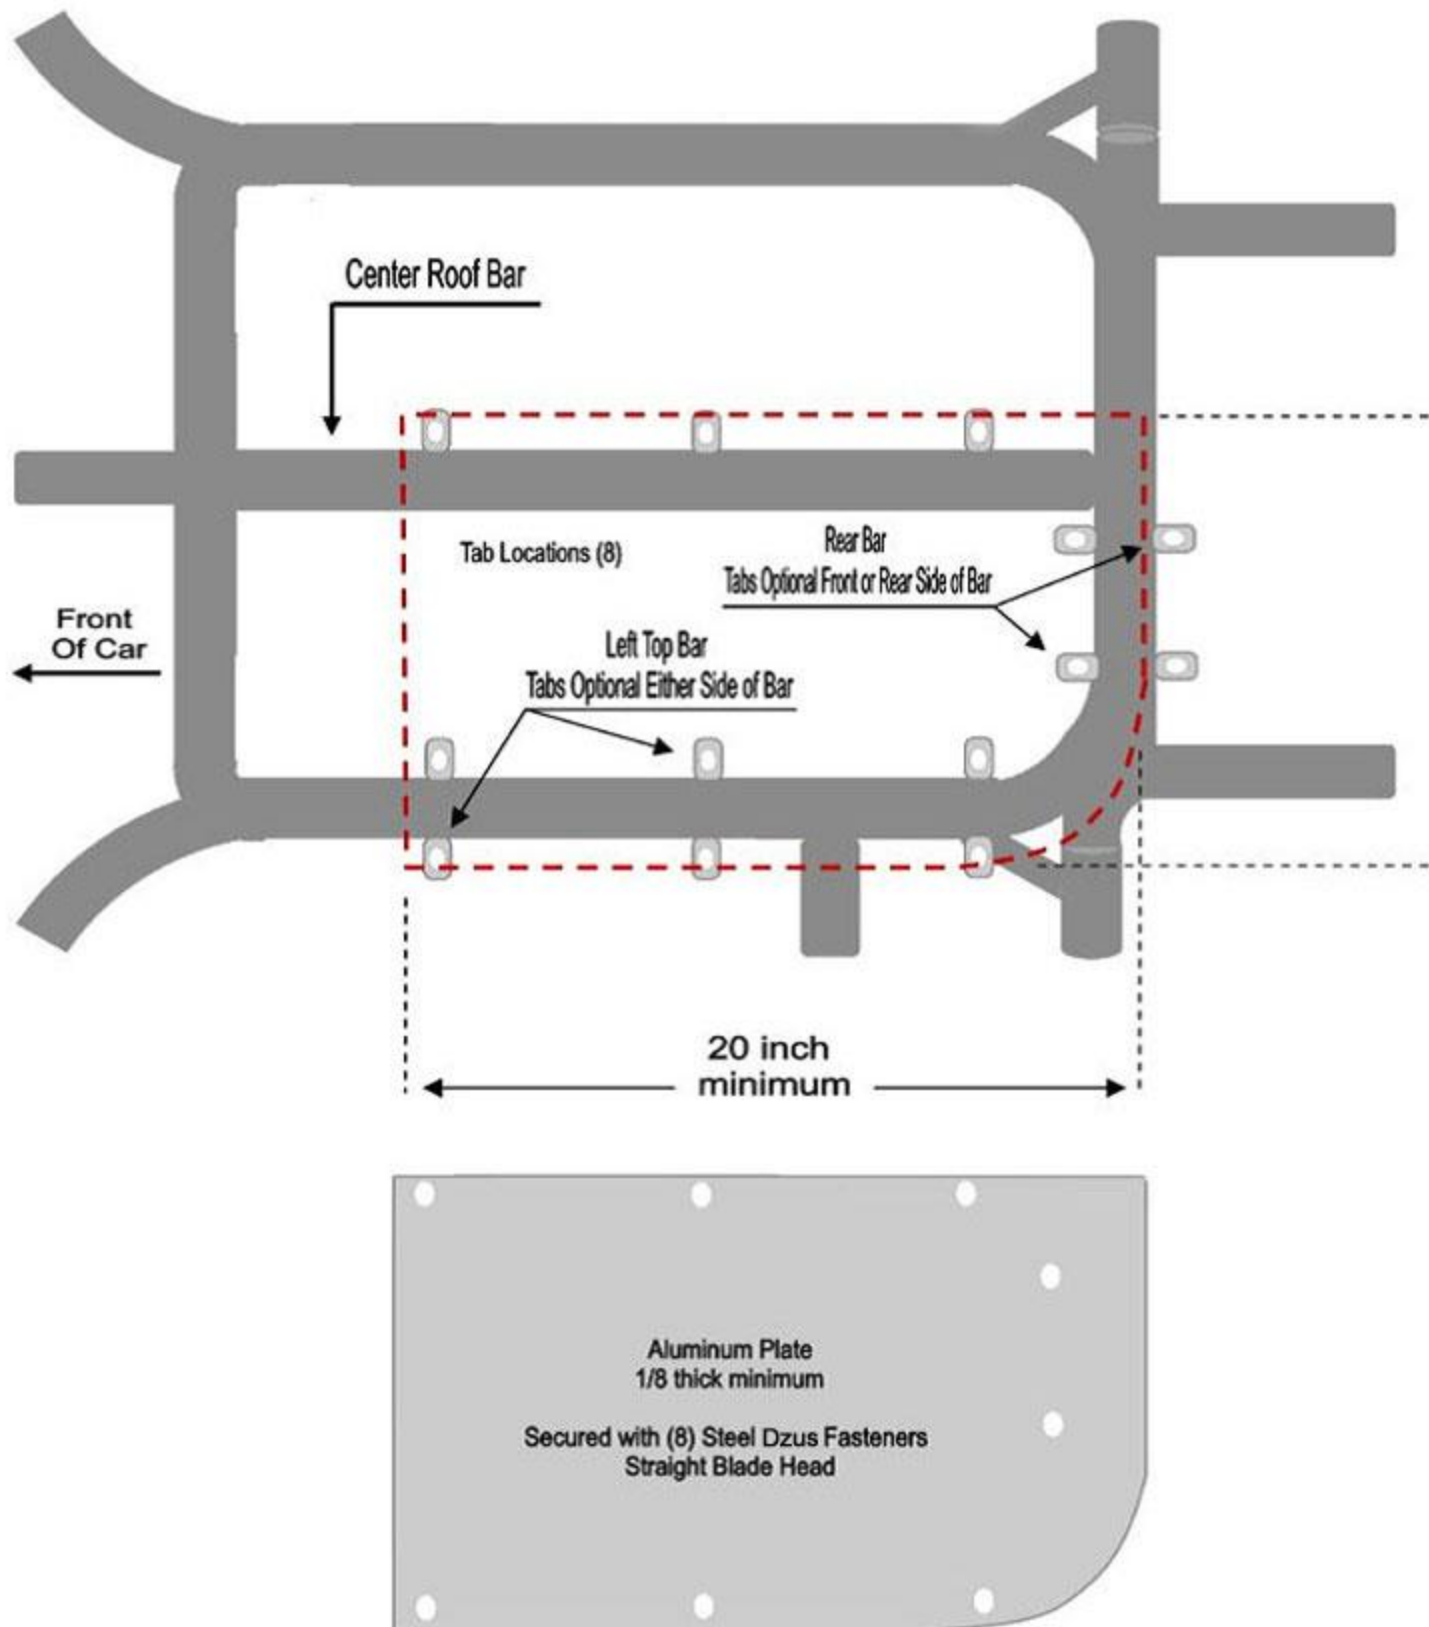 Center Roof Bar
Tab Locations (8)
Rear Bar
Tabs Optional Front or Rear Side of Bar
Front
Of Car
Left Top Bar
Tabs Optional Either Side of Bar
20 inch
minimum
Aluminum Plate
1/8 thick minimum
Secured with (8) Steel Dzus Fasteners
Straight Blade Head